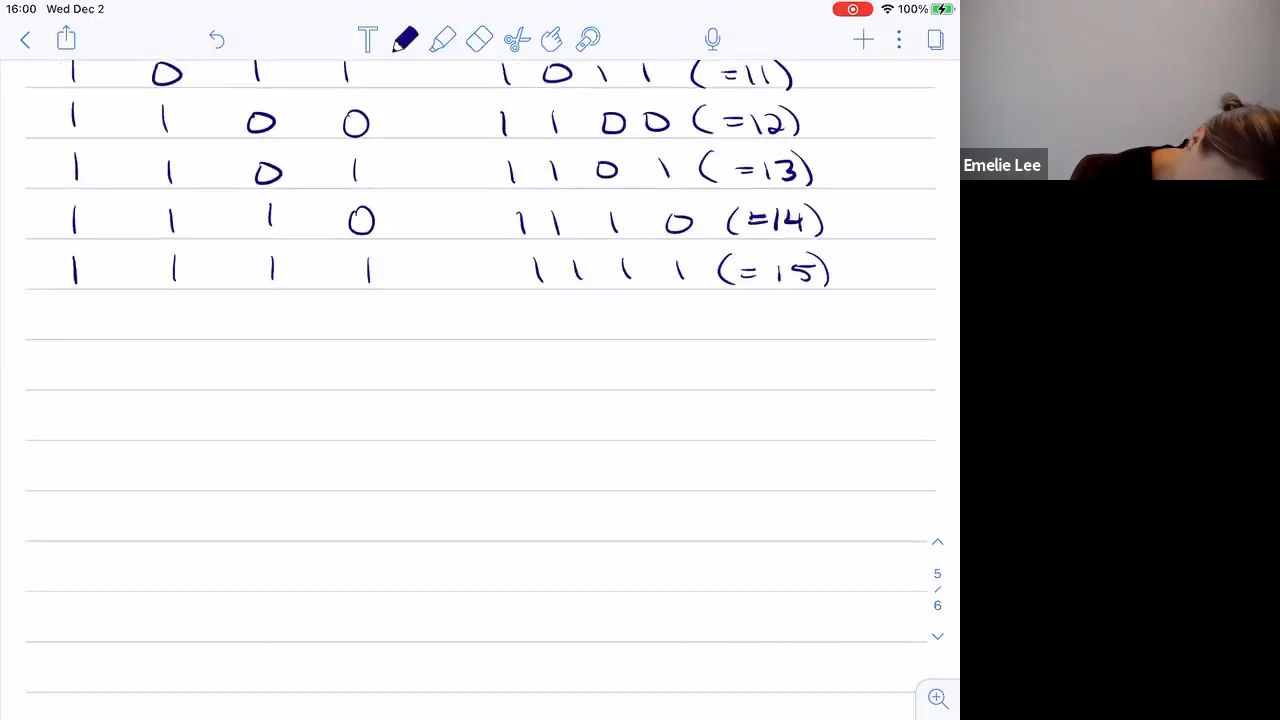 16:00 Wed Dec 2 100%
1 0 1 1 1 0 1 1 (=11)
1 1 0 0 1 1 0 0 (=12)
Emelie Lee
1 1 0 1 1 1 0 1 (=13)
1 1 1 0 1 1 1 0 (=14)
1 1 1 1 1 1 1 1 (=15)
5
/
6